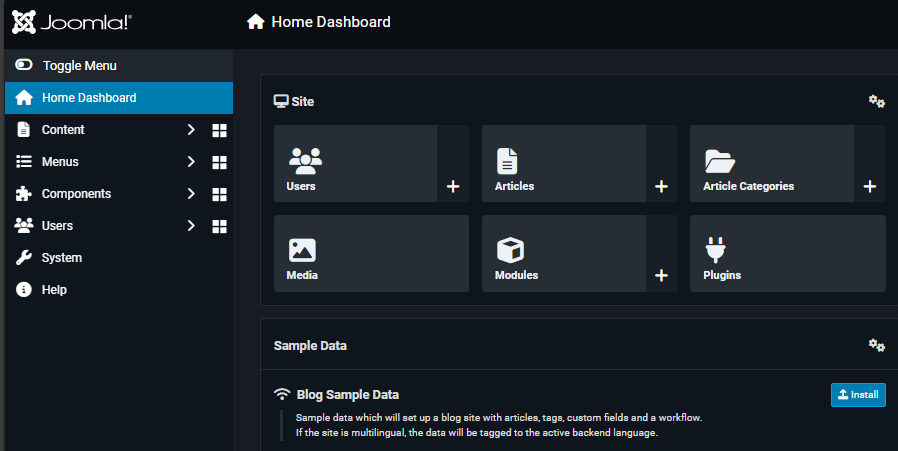 Joomla!®
Home Dashboard
Toggle Menu
Home Dashboard
Content
Menus
Components
Users
System
Help
Site
Users
Articles
Article Categories
Media
Modules
Plugins
Sample Data
Blog Sample Data
Install
Sample data which will set up a blog site with articles, tags, custom fields and a workflow.
If the site is multilingual, the data will be tagged to the active backend language.